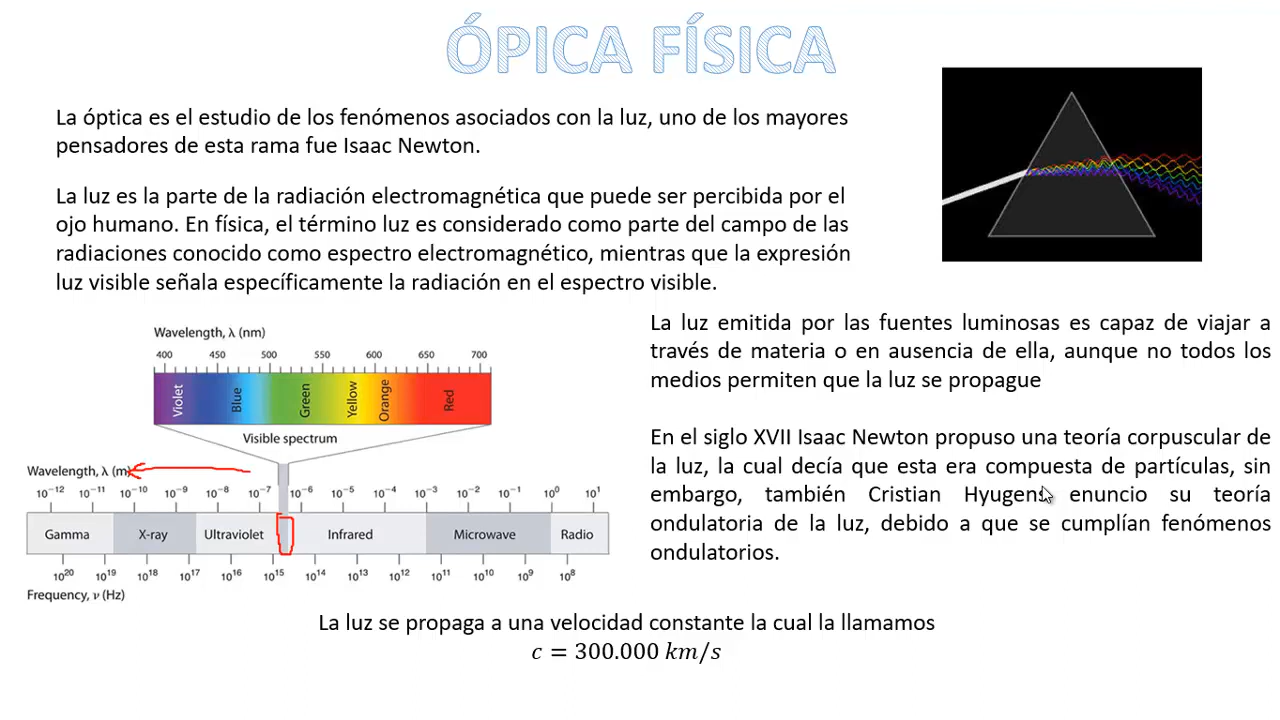 ÓPICA FÍSICA
La óptica es el estudio de los fenómenos asociados con la luz, uno de los mayores
pensadores de esta rama fue Isaac Newton.
La luz es la parte de la radiación electromagnética que puede ser percibida por el
ojo humano. En física, el término luz es considerado como parte del campo de las
radiaciones conocido como espectro electromagnético, mientras que la expresión
luz visible señala específicamente la radiación en el espectro visible.
Wavelength, λ (nm)
400 450 500 550 600 650 700
Violet Blue Green Yellow Orange Red
Visible spectrum
Wavelength, λ (m)
10⁻¹² 10⁻¹¹ 10⁻¹⁰ 10⁻⁹ 10⁻⁸ 10⁻⁷ 10⁻⁶ 10⁻⁵ 10⁻⁴ 10⁻³ 10⁻² 10⁻¹ 10⁰ 10¹
Gamma X-ray Ultraviolet Infrared Microwave Radio
10²⁰ 10¹⁹ 10¹⁸ 10¹⁷ 10¹⁶ 10¹⁵ 10¹⁴ 10¹³ 10¹² 10¹¹ 10¹⁰ 10⁹ 10⁸
Frequency, ν (Hz)
La luz emitida por las fuentes luminosas es capaz de viajar a
través de materia o en ausencia de ella, aunque no todos los
medios permiten que la luz se propague
En el siglo XVII Isaac Newton propuso una teoría corpuscular de
la luz, la cual decía que esta era compuesta de partículas, sin
embargo, también Cristian Hyugens enuncio su teoría
ondulatoria de la luz, debido a que se cumplían fenómenos
ondulatorios.
La luz se propaga a una velocidad constante la cual la llamamos
c = 300.000 km/s